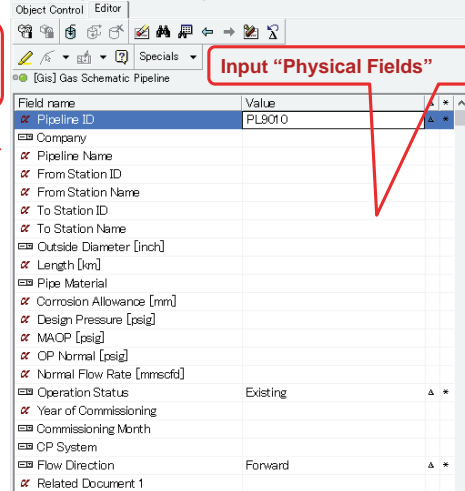 Object Control Editor
Specials
Input “Physical Fields”
[Gis] Gas Schematic Pipeline
Field name Value Δ *
α Pipeline ID PL9010 Δ *
Company
α Pipeline Name
α From Station ID
α From Station Name
α To Station ID
α To Station Name
Outside Diameter [inch]
α Length [km]
Pipe Material
α Corrosion Allowance [mm]
α Design Pressure [psig]
α MAOP [psig]
α OP Normal [psig]
α Normal Flow Rate [mmscfd]
Operation Status Existing Δ *
α Year of Commissioning
Commissioning Month
CP System
Flow Direction Forward Δ *
α Related Document 1